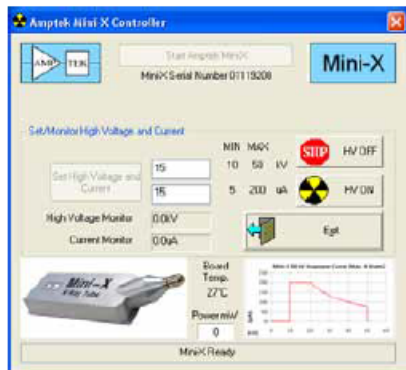 Amptek Mini-X Controller
AMP TEK
Start Amptek MiniX
MiniX Serial Number 01119208
Mini-X
Set/Monitor High Voltage and Current
MIN MAX
15
10 50 kV
Set High Voltage and
Current
15
5 200 uA
STOP
HV OFF
HV ON
High Voltage Monitor
0.0kV
Current Monitor
0.0uA
Exit
Mini-X
X-Ray Tube
Board
Temp.
27°C
Power mW
0
MiniX Ready